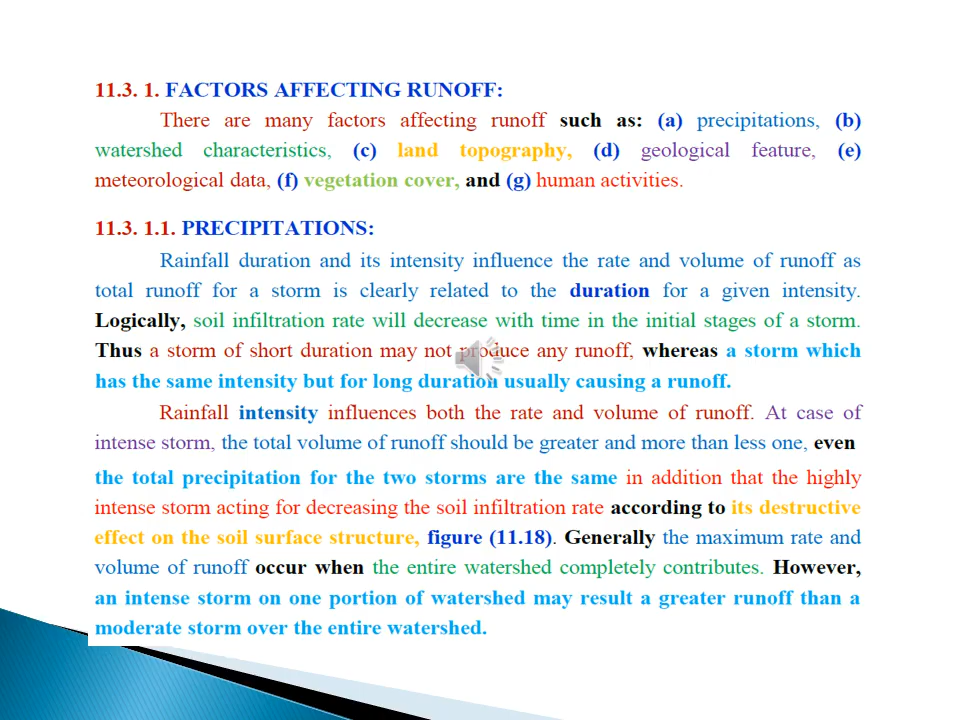 11.3. 1. FACTORS AFFECTING RUNOFF:
There are many factors affecting runoff such as: (a) precipitations, (b)
watershed characteristics, (c) land topography, (d) geological feature, (e)
meteorological data, (f) vegetation cover, and (g) human activities.
11.3. 1.1. PRECIPITATIONS:
Rainfall duration and its intensity influence the rate and volume of runoff as
total runoff for a storm is clearly related to the duration for a given intensity.
Logically, soil infiltration rate will decrease with time in the initial stages of a storm.
Thus a storm of short duration may not produce any runoff, whereas a storm which
has the same intensity but for long duration usually causing a runoff.
Rainfall intensity influences both the rate and volume of runoff. At case of
intense storm, the total volume of runoff should be greater and more than less one, even
the total precipitation for the two storms are the same in addition that the highly
intense storm acting for decreasing the soil infiltration rate according to its destructive
effect on the soil surface structure, figure (11.18). Generally the maximum rate and
volume of runoff occur when the entire watershed completely contributes. However,
an intense storm on one portion of watershed may result a greater runoff than a
moderate storm over the entire watershed.